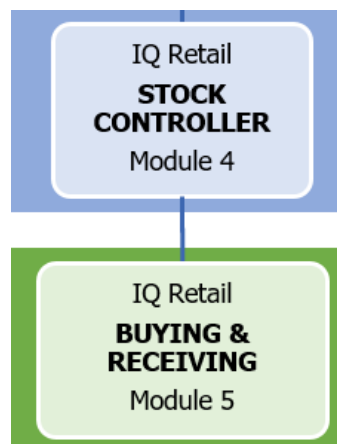 IQ Retail
STOCK
CONTROLLER
Module 4
IQ Retail
BUYING &
RECEIVING
Module 5